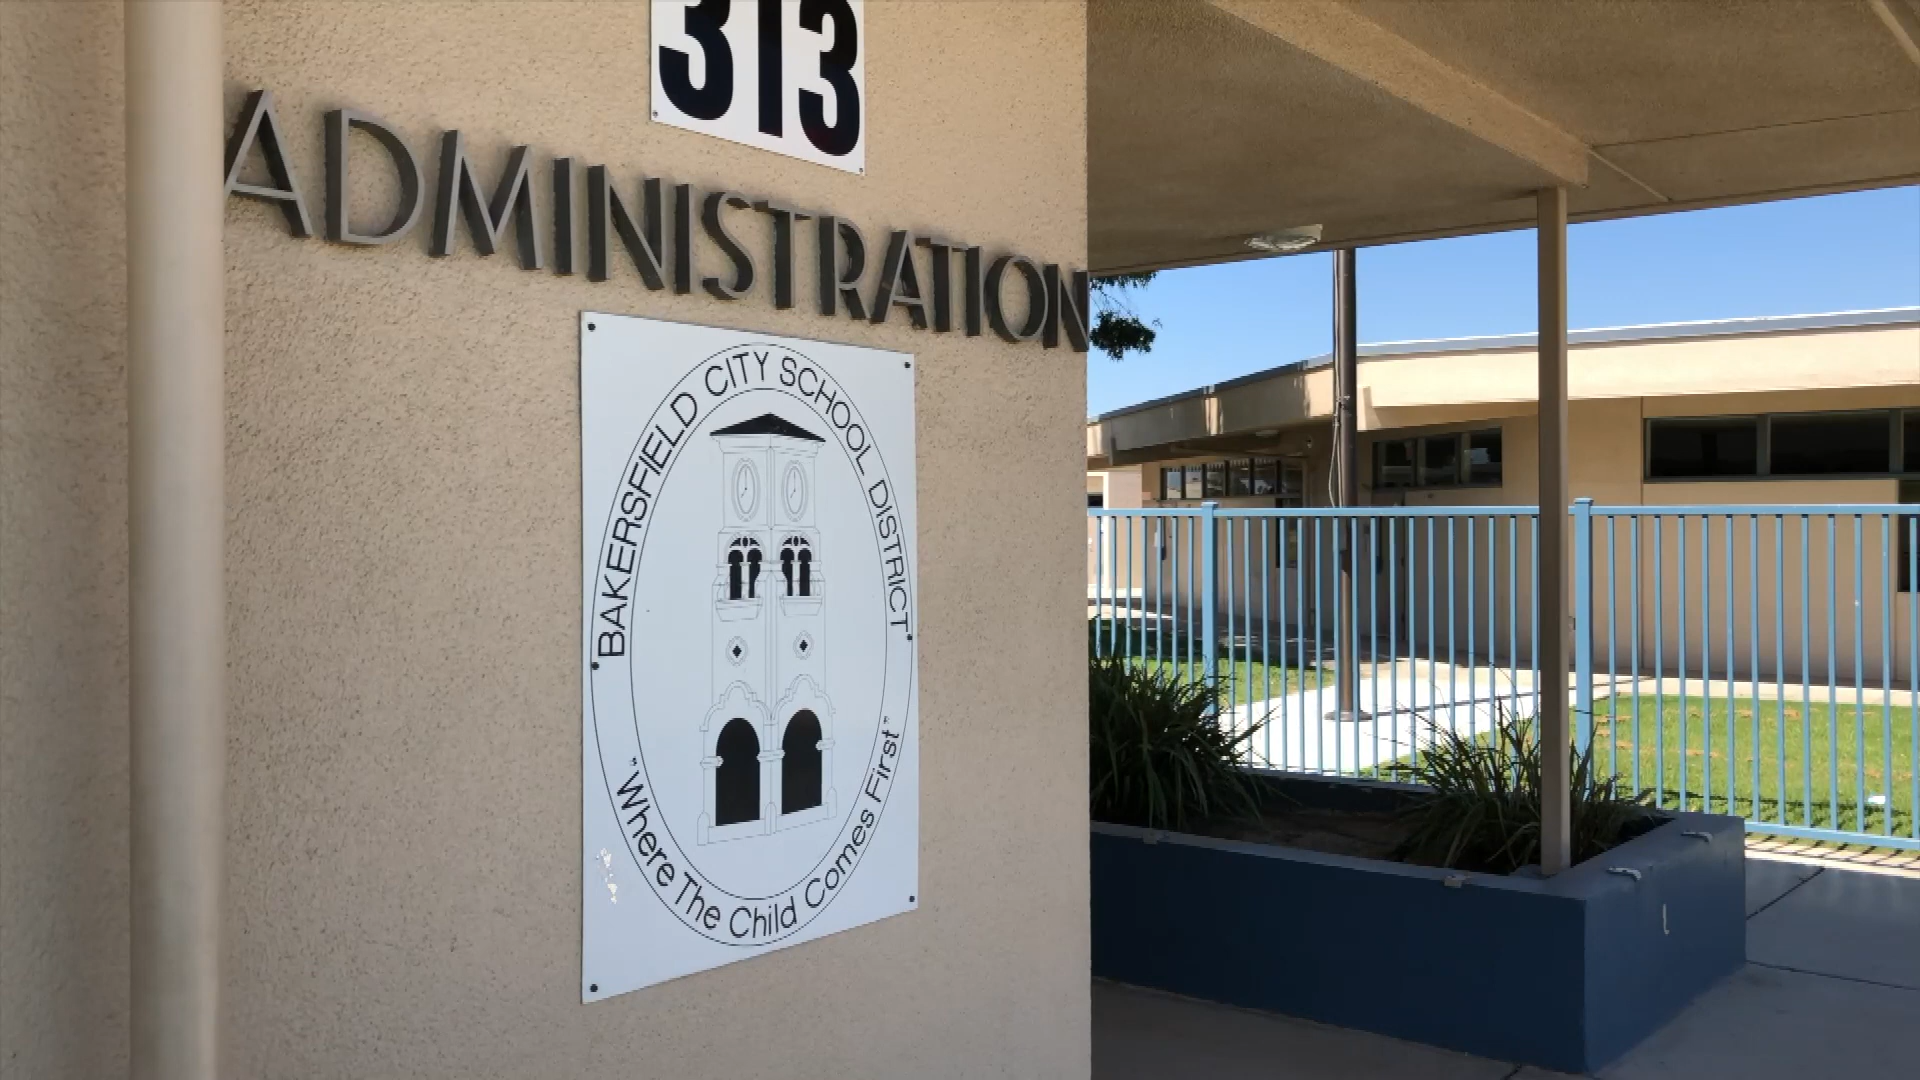 313
ADMINISTRATION
BAKERSFIELD CITY SCHOOL DISTRICT
"Where The Child Comes First"